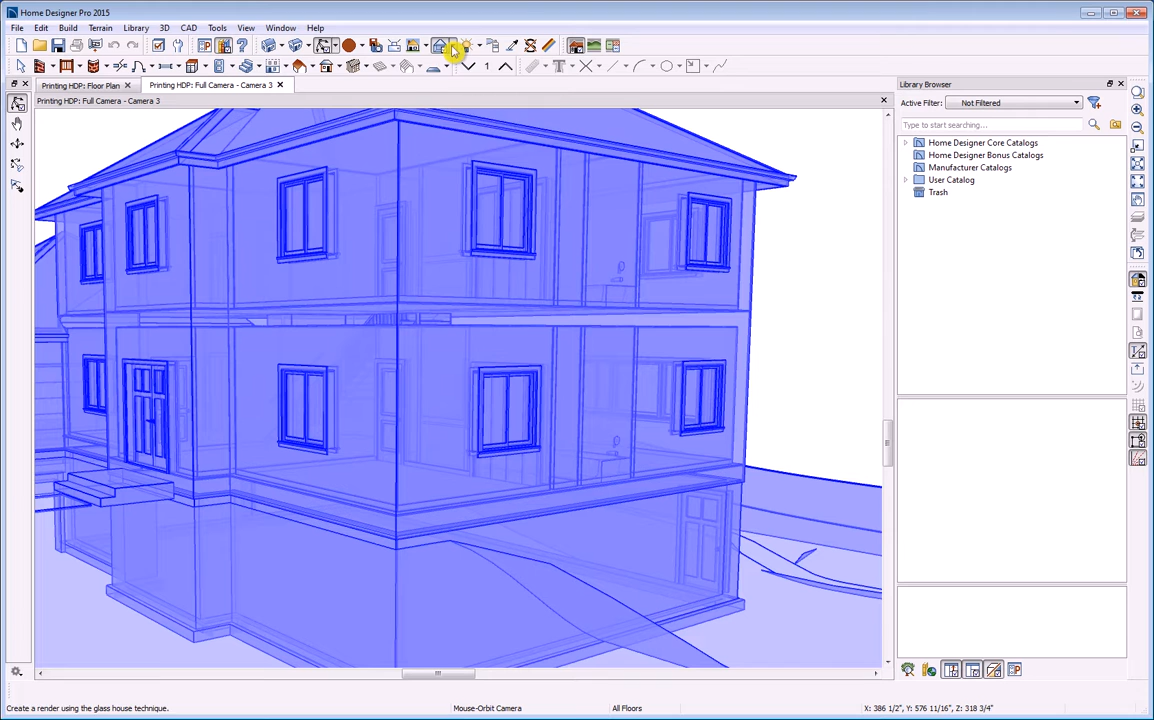 Home Designer Pro 2015
File Edit Build Terrain Library 3D CAD Tools View Window Help
1
Printing HDP: Floor Plan
Printing HDP: Full Camera - Camera 3
Printing HDP: Full Camera - Camera 3
Library Browser
Active Filter: Not Filtered
Type to start searching...
Home Designer Core Catalogs
Home Designer Bonus Catalogs
Manufacturer Catalogs
User Catalog
Trash
Create a render using the glass house technique.
Mouse-Orbit Camera
All Floors
X: 386 1/2", Y: 576 11/16", Z: 318 3/4"